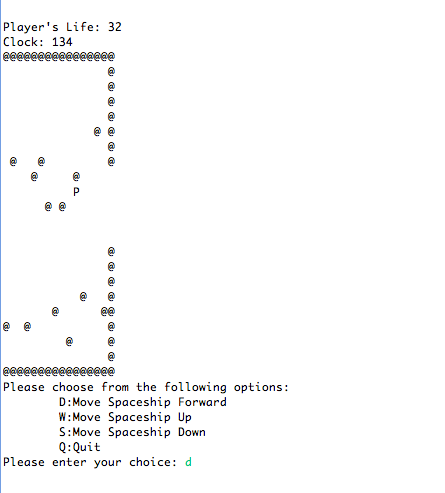 Player's Life: 32
Clock: 134
@@@@@@@@@@@@@@@@
               @
               @
               @
               @
             @ @
               @
 @   @         @
    @     @
          P
      @ @


               @
               @
               @
           @   @
       @      @@
@  @           @
         @     @
               @
@@@@@@@@@@@@@@@@
Please choose from the following options:
        D:Move Spaceship Forward
        W:Move Spaceship Up
        S:Move Spaceship Down
        Q:Quit
Please enter your choice: d